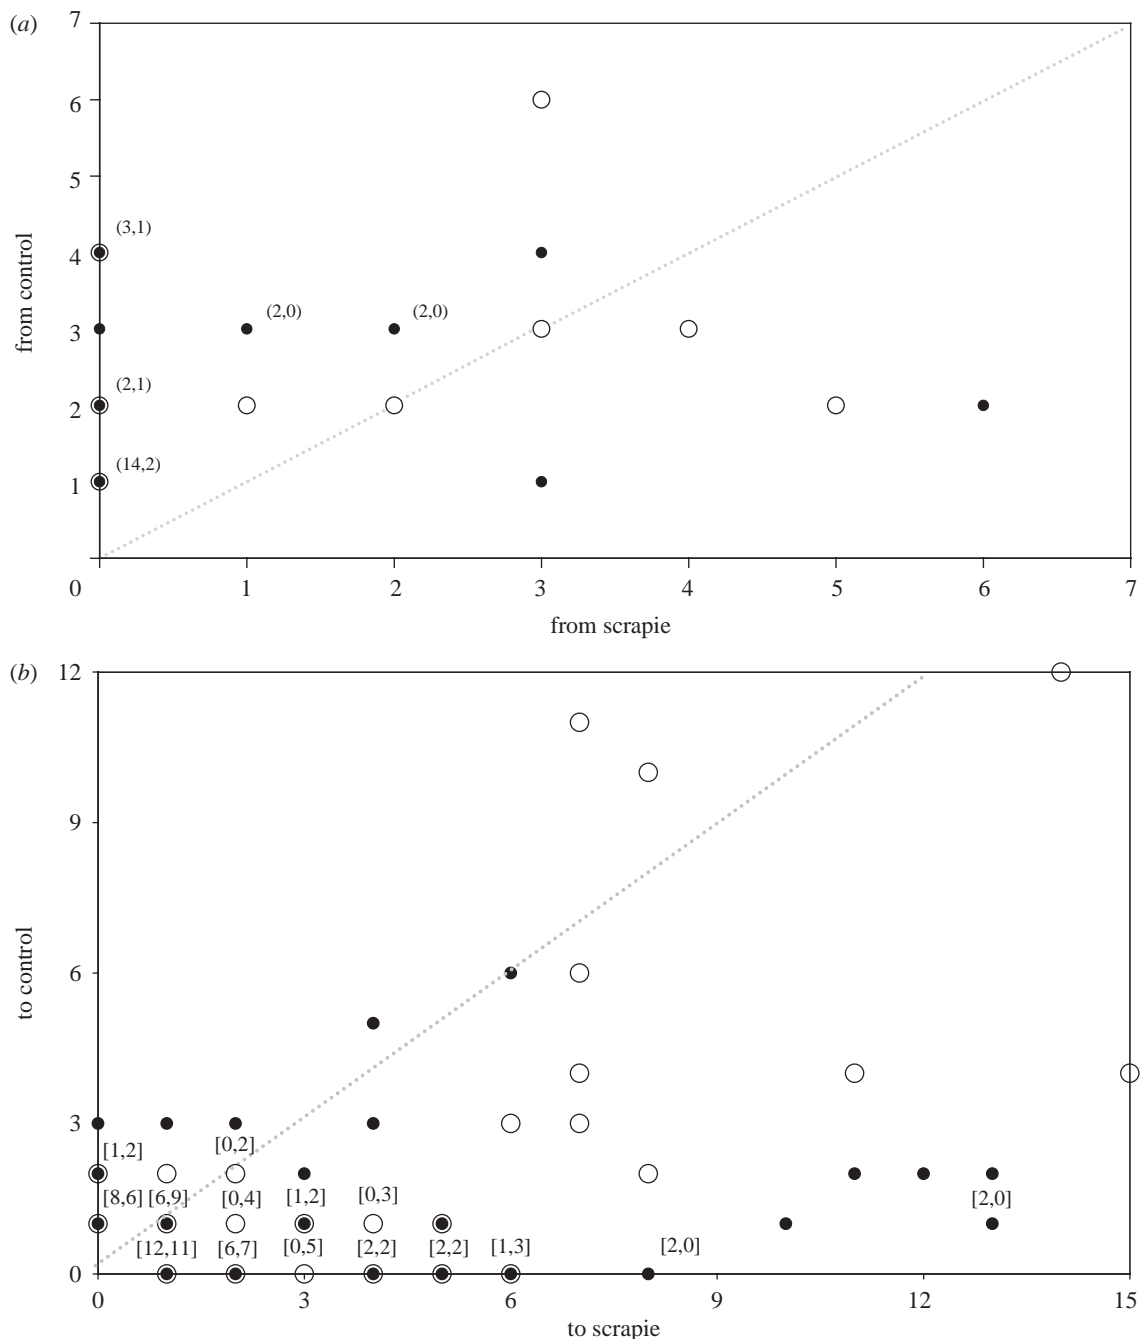 (a)
7
6
5
4
3
2
1
0
from control
(3,1)
(2,0) (2,0)
(2,1)
(14,2)
1 2 3 4 5 6 7
from scrapie
(b)
12
9
6
3
0
to control
[1,2] [0,2]
[8,6] [6,9] [0,4] [1,2] [0,3] [2,0]
[12,11] [6,7] [0,5] [2,2] [2,2] [1,3] [2,0]
0 3 6 9 12 15
to scrapie